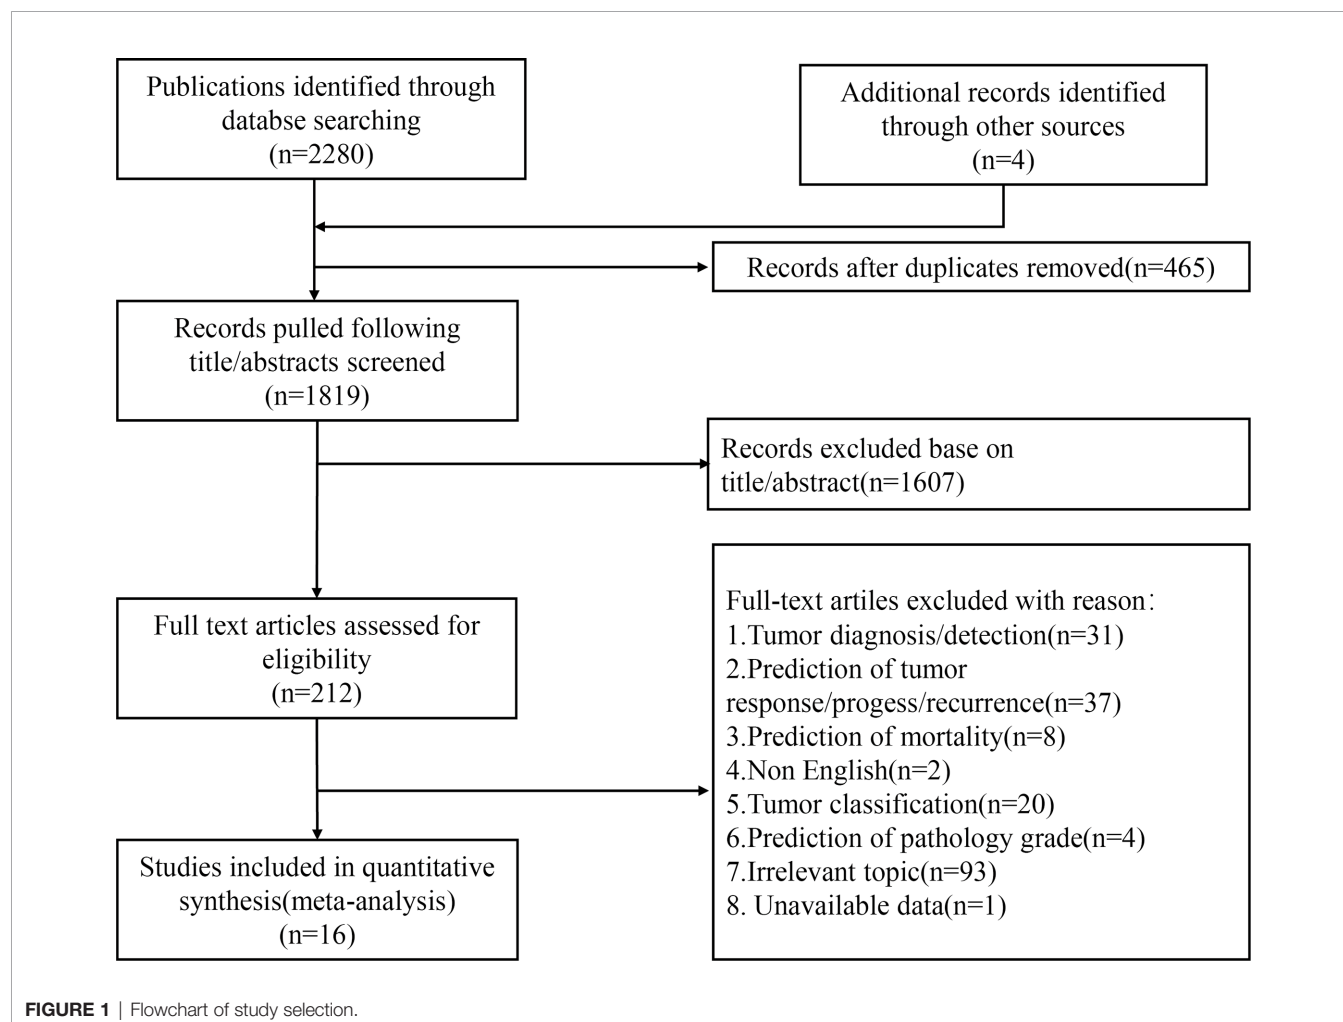 Publications identified through
databse searching
(n=2280)
Additional records identified
through other sources
(n=4)
Records after duplicates removed(n=465)
Records pulled following
title/abstracts screened
(n=1819)
Records excluded base on
title/abstract(n=1607)
Full text articles assessed for
eligibility
(n=212)
Full-text artiles excluded with reason:
1.Tumor diagnosis/detection(n=31)
2.Prediction of tumor
response/progess/recurrence(n=37)
3.Prediction of mortality(n=8)
4.Non English(n=2)
5.Tumor classification(n=20)
6.Prediction of pathology grade(n=4)
7.Irrelevant topic(n=93)
8. Unavailable data(n=1)
Studies included in quantitative
synthesis(meta-analysis)
(n=16)
FIGURE 1 | Flowchart of study selection.